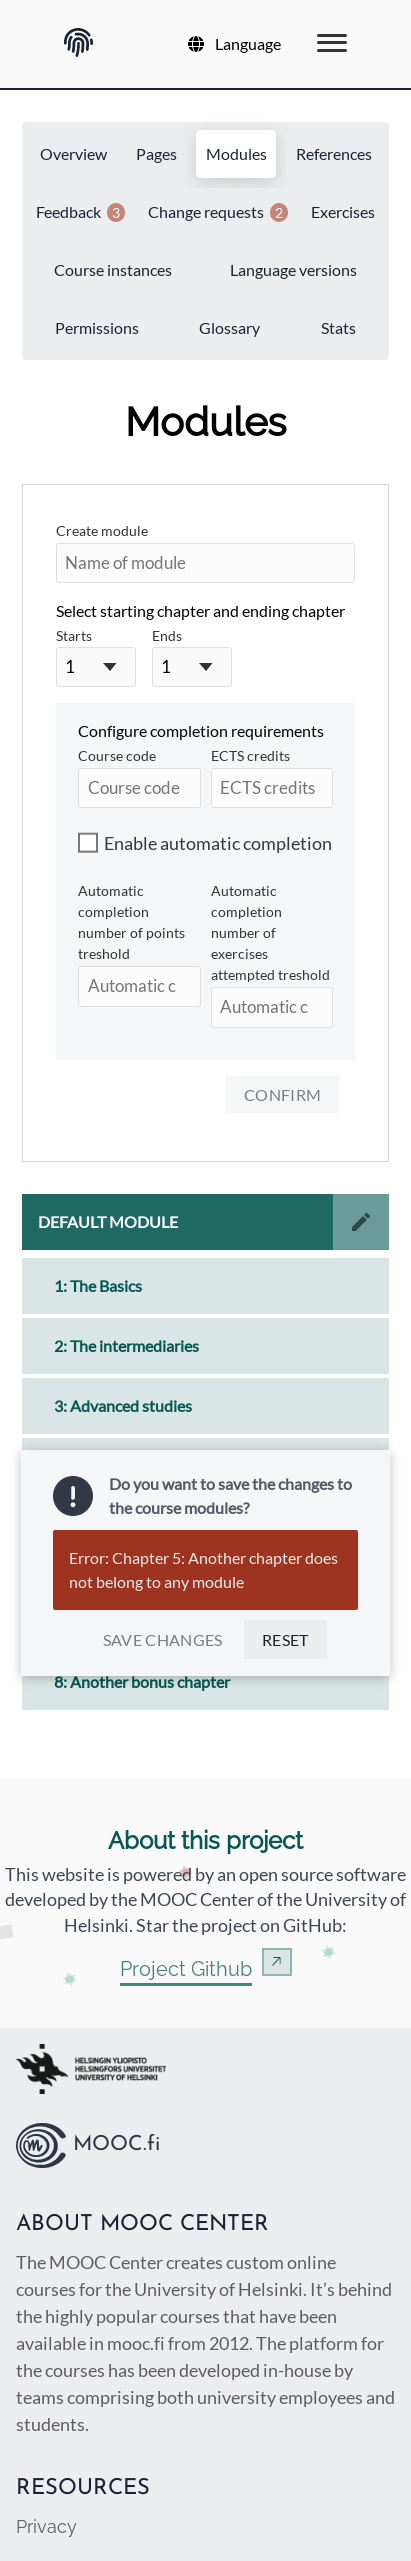 Language
Overview Pages Modules References
Feedback 3 Change requests 2 Exercises
Course instances Language versions
Permissions Glossary Stats
Modules
Create module
Name of module
Select starting chapter and ending chapter
Starts Ends
1 1
Configure completion requirements
Course code ECTS credits
Course code ECTS credits
Enable automatic completion
Automatic
completion
number of points
treshold
Automatic c
Automatic
completion
number of
exercises
attempted treshold
Automatic c
CONFIRM
DEFAULT MODULE
1: The Basics
2: The intermediaries
3: Advanced studies
Do you want to save the changes to
the course modules?
Error: Chapter 5: Another chapter does
not belong to any module
SAVE CHANGES RESET
8: Another bonus chapter
About this project
This website is powered by an open source software
developed by the MOOC Center of the University of
Helsinki. Star the project on GitHub:
Project Github
HELSINGIN YLIOPISTO
HELSINGFORS UNIVERSITET
UNIVERSITY OF HELSINKI
MOOC.fi
ABOUT MOOC CENTER
The MOOC Center creates custom online
courses for the University of Helsinki. It’s behind
the highly popular courses that have been
available in mooc.fi from 2012. The platform for
the courses has been developed in-house by
teams comprising both university employees and
students.
RESOURCES
Privacy